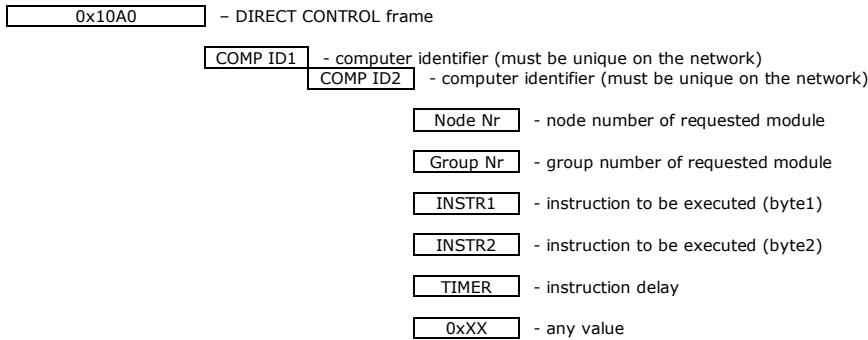 0x10A0 – DIRECT CONTROL frame
COMP ID1 - computer identifier (must be unique on the network)
COMP ID2 - computer identifier (must be unique on the network)
Node Nr - node number of requested module
Group Nr - group number of requested module
INSTR1 - instruction to be executed (byte1)
INSTR2 - instruction to be executed (byte2)
TIMER - instruction delay
0xXX - any value